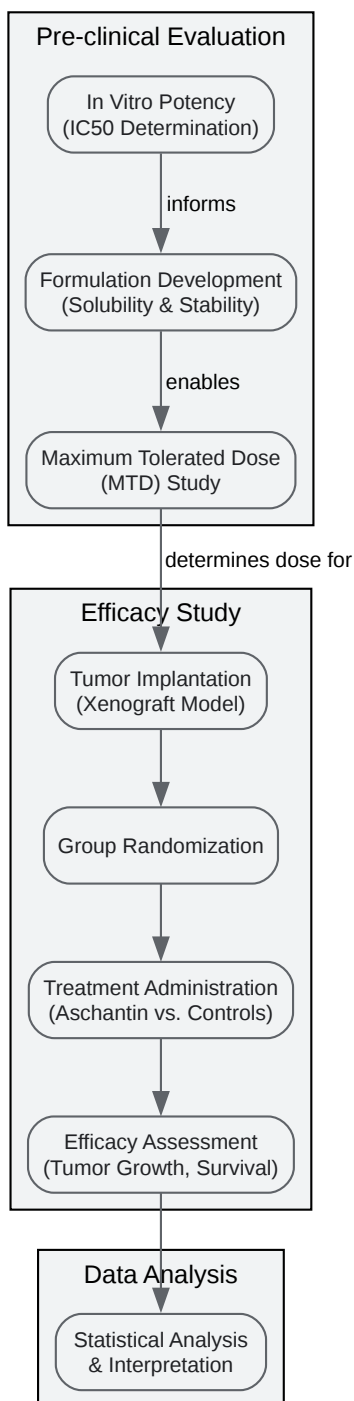 Pre-clinical Evaluation
In Vitro Potency
(IC50 Determination)
informs
Formulation Development
(Solubility & Stability)
enables
Maximum Tolerated Dose
(MTD) Study
determines dose for
Efficacy Study
Tumor Implantation
(Xenograft Model)
Group Randomization
Treatment Administration
(Aschantin vs. Controls)
Efficacy Assessment
(Tumor Growth, Survival)
Data Analysis
Statistical Analysis
& Interpretation